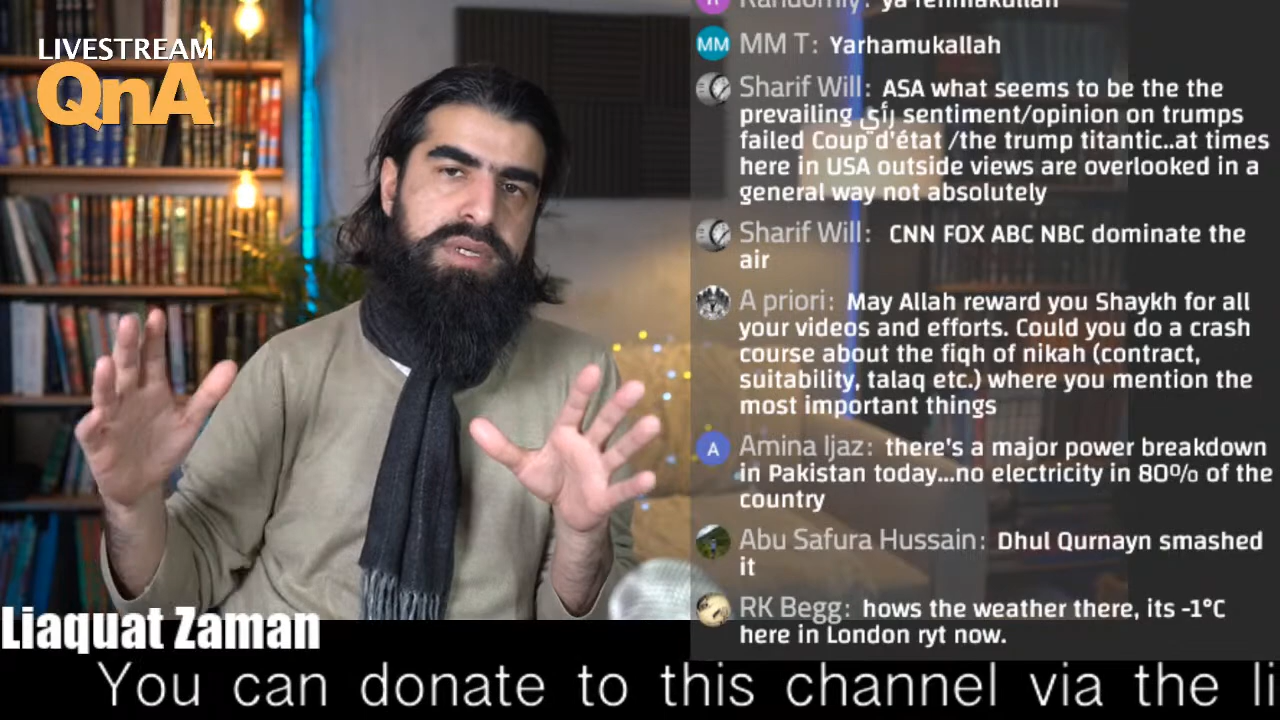 LIVESTREAM
QnA
Randomly: ya
MM MM T: Yarhamukallah
Sharif Will: ASA what seems to be the the
prevailing رأي sentiment/opinion on trumps
failed Coup d'état /the trump titantic..at times
here in USA outside views are overlooked in a
general way not absolutely
Sharif Will: CNN FOX ABC NBC dominate the
air
A priori: May Allah reward you Shaykh for all
your videos and efforts. Could you do a crash
course about the fiqh of nikah (contract,
suitability, talaq etc.) where you mention the
most important things
A Amina Ijaz: there's a major power breakdown
in Pakistan today...no electricity in 80% of the
country
Abu Safura Hussain: Dhul Qurnayn smashed
it
RK Begg: hows the weather there, its -1°C
here in London ryt now.
Liaquat Zaman
You can donate to this channel via the li